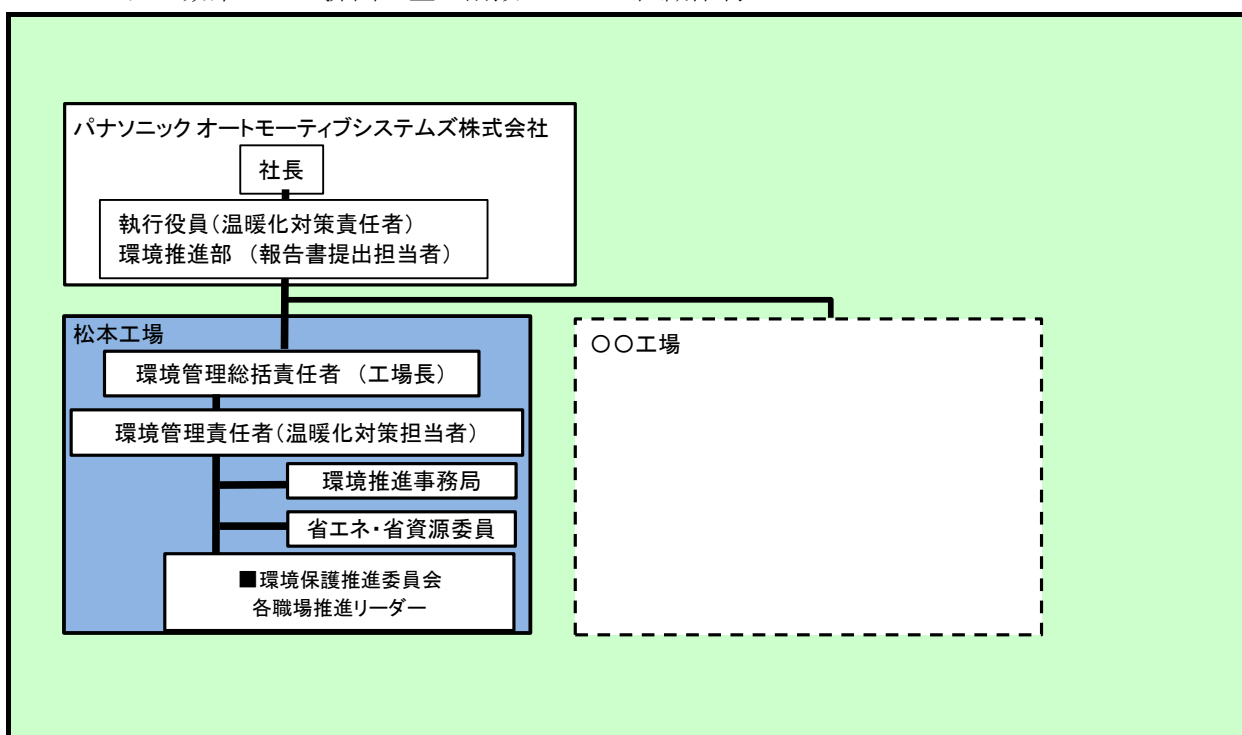 パナソニック オートモーティブシステムズ株式会社
社長
執行役員(温暖化対策責任者)
環境推進部 (報告書提出担当者)
松本工場
環境管理総括責任者 (工場長)
環境管理責任者(温暖化対策担当者)
環境推進事務局
省エネ・省資源委員
■環境保護推進委員会
各職場推進リーダー
〇〇工場